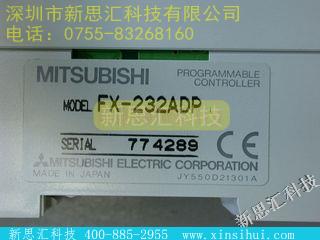 深圳市新思汇科技有限公司
电话：0755-83268160
MITSUBISHI
PROGRAMMABLE
CONTROLLER
MODEL FX-232ADP
新思汇科技
SERIAL 774289
MITSUBISHI ELECTRIC CORPORATION
MADE IN JAPAN JY550D21301A
新思汇科技
新思汇科技 400-885-2955 www.xinsihui.com